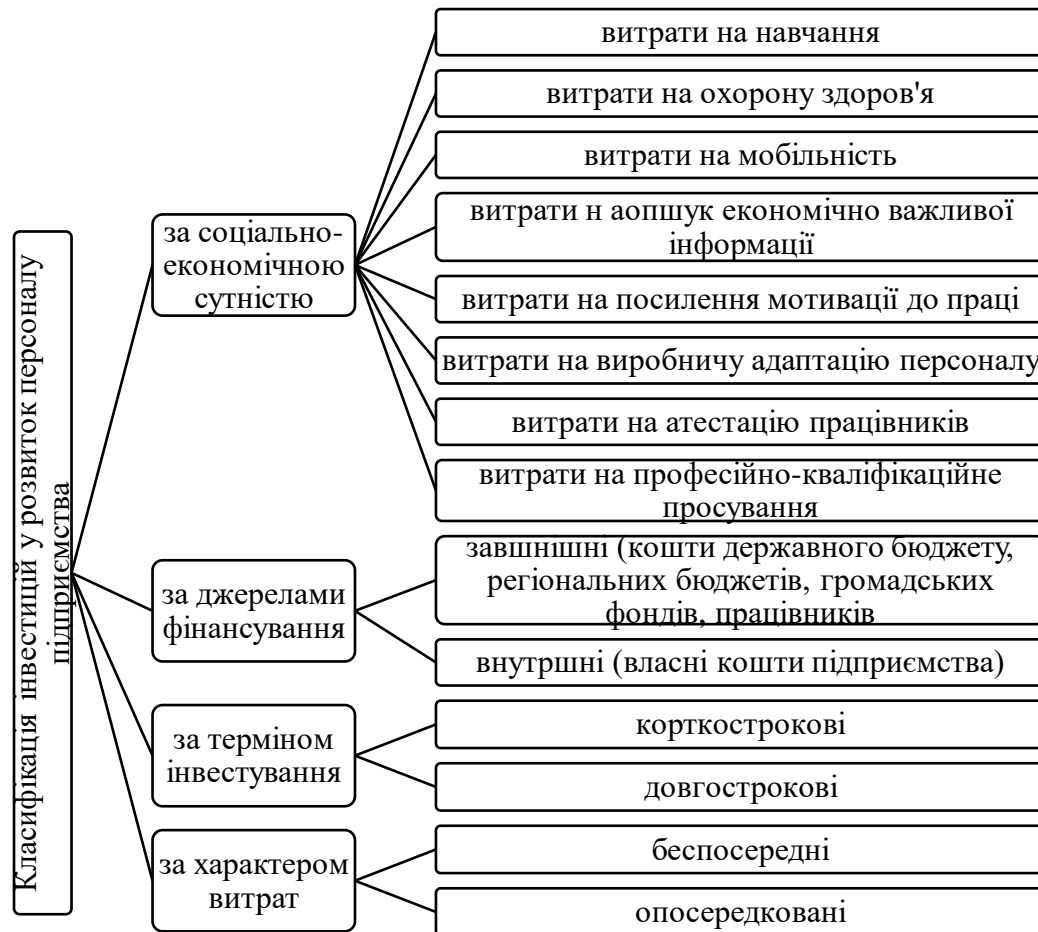 Класифікація інвестицій у розвиток персоналу
підприємства
за соціально-
економічною
сутністю
витрати на навчання
витрати на охорону здоров'я
витрати на мобільність
витрати н аопшук економічно важливої
інформації
витрати на посилення мотивації до праці
витрати на виробничу адаптацію персоналу
витрати на атестацію працівників
витрати на професійно-кваліфікаційне
просування
за джерелами
фінансування
завшнішні (кошти державного бюджету,
регіональних бюджетів, громадських
фондів, працівників
внутршні (власні кошти підприємства)
за терміном
інвестування
корткострокові
довгострокові
за характером
витрат
беспосередні
опосередковані